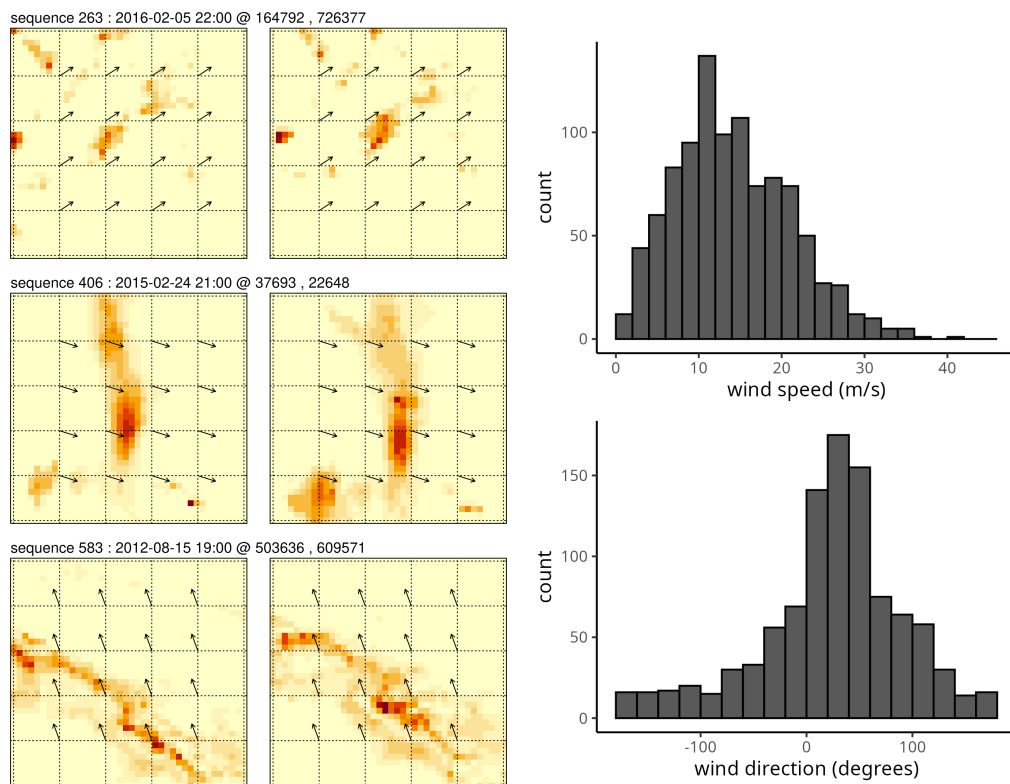 sequence 263 : 2016-02-05 22:00 @ 164792 , 726377
sequence 406 : 2015-02-24 21:00 @ 37693 , 22648
sequence 583 : 2012-08-15 19:00 @ 503636 , 609571
count
100
50
0
0 10 20 30 40
wind speed (m/s)
count
150
100
50
0
-100 0 100
wind direction (degrees)